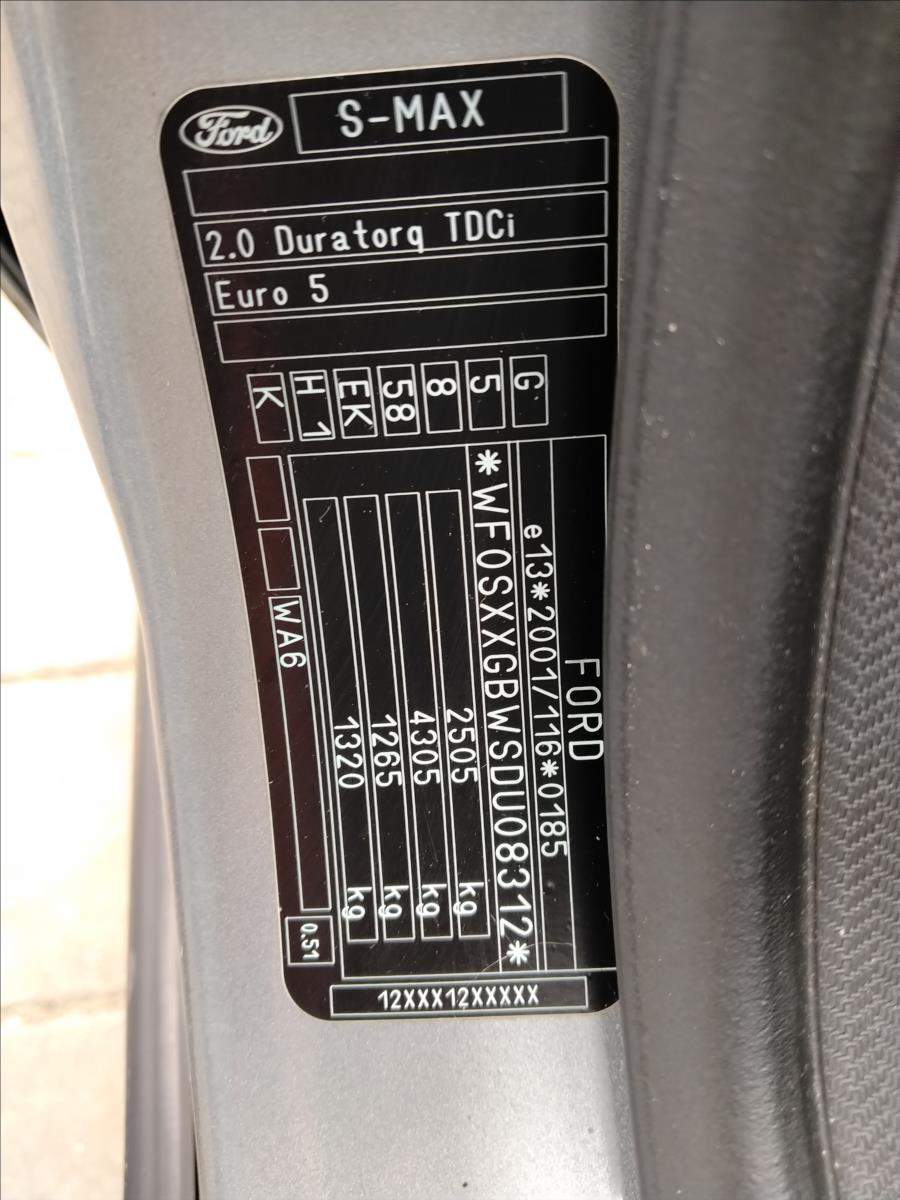 Ford
S-MAX
2.0 Duratorq TDCi
Euro 5
K H 1 EK 58 8 5 G
FORD
e13*2001/116*0185
*WF0SXXGBWSDU08312*
2505 kg
4305 kg
1265 kg
1320 kg
WA6
0.51
12XXX12XXXXX